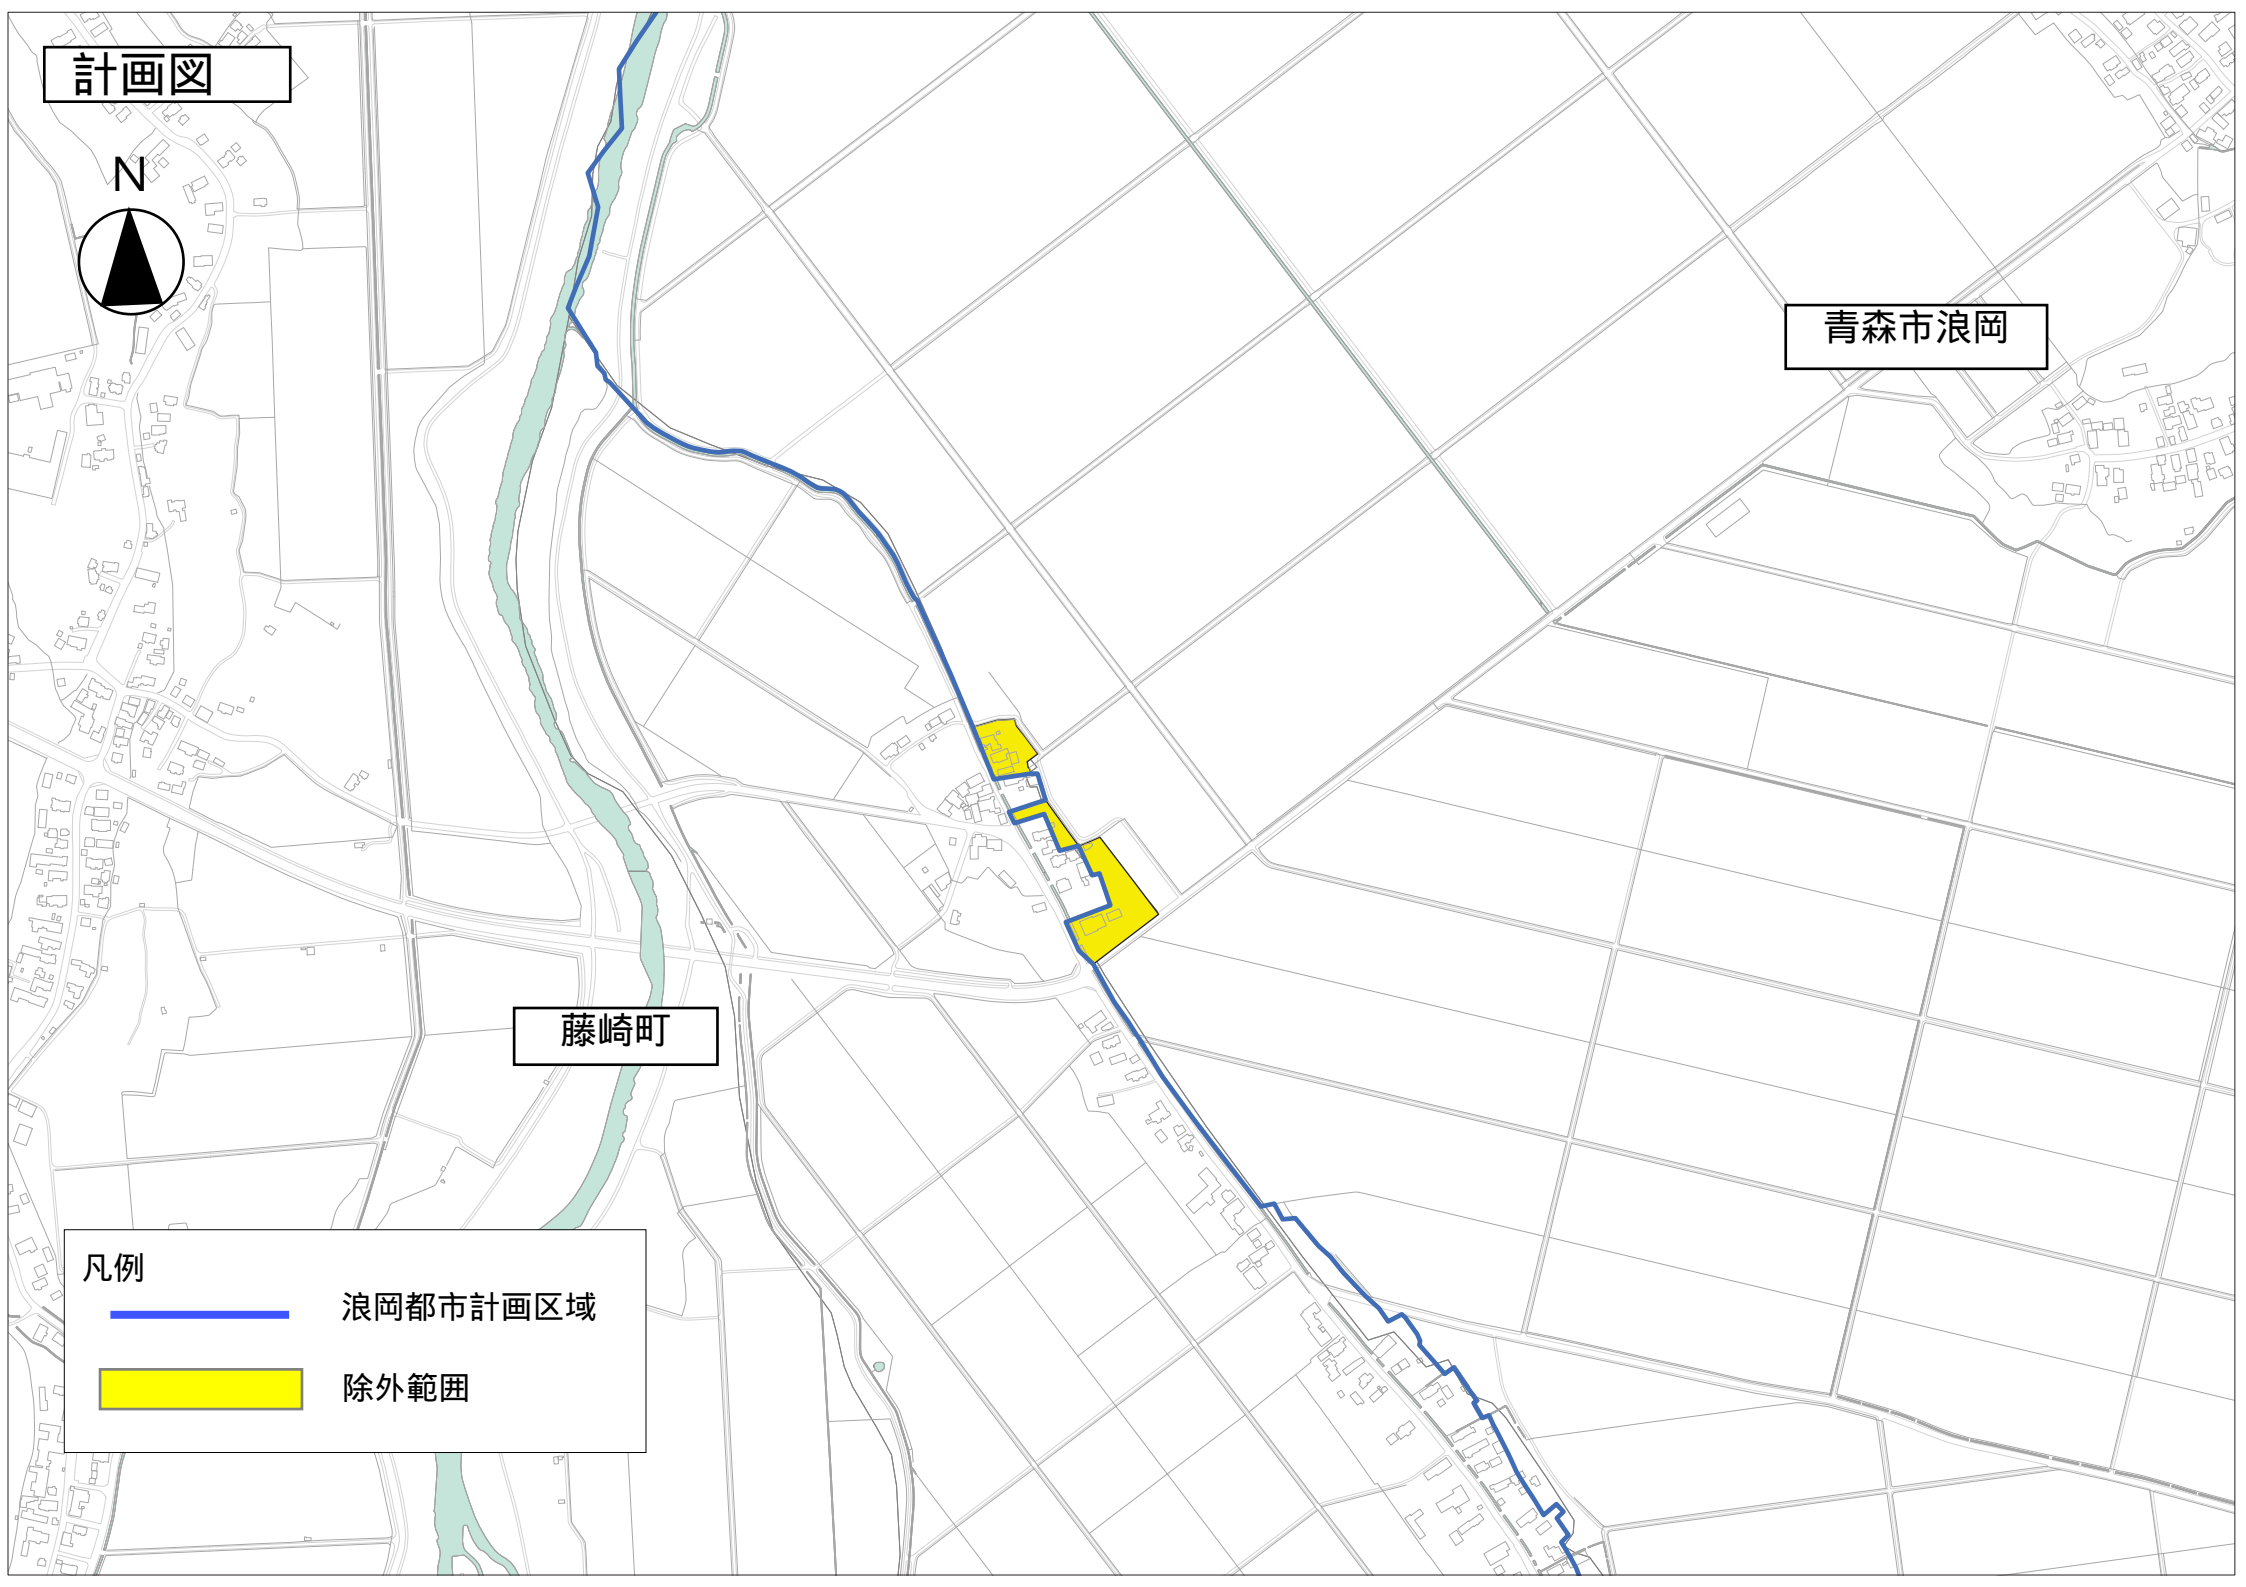 計画図
N
青森市浪岡
藤崎町
凡例
浪岡都市計画区域
除外範囲